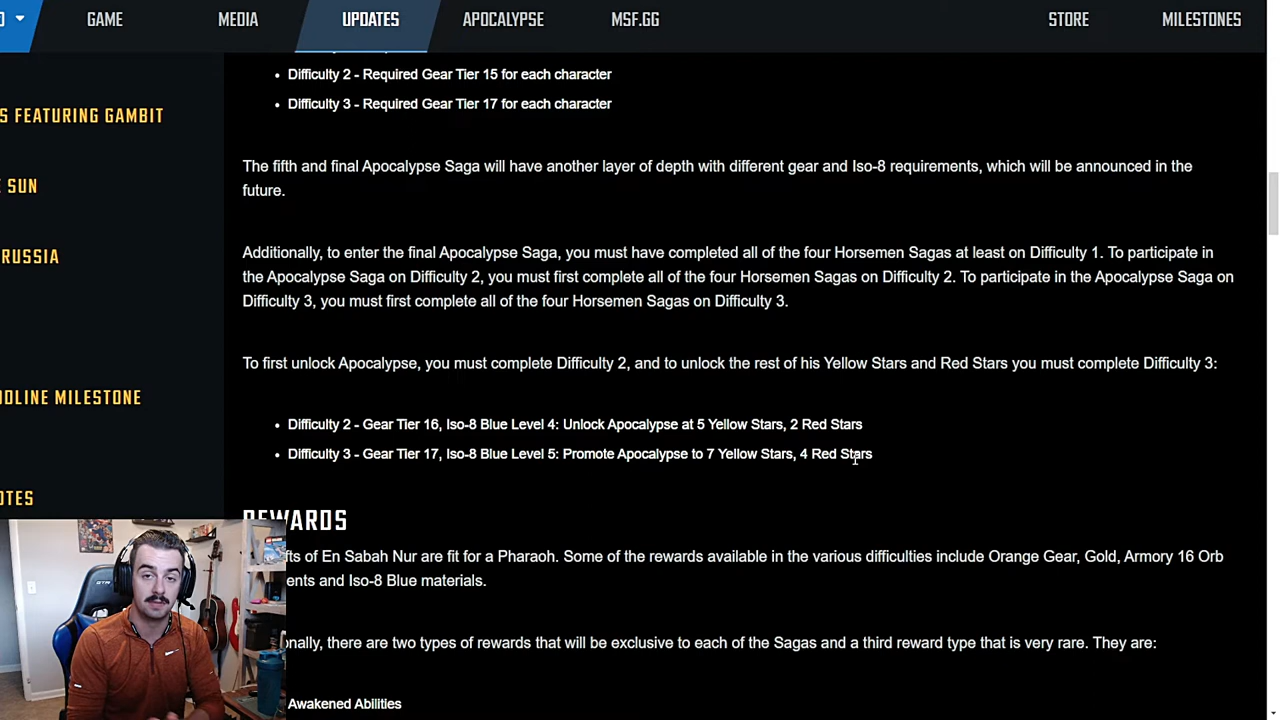 GAME
MEDIA
UPDATES
APOCALYPSE
MSF.GG
STORE
MILESTONES
S FEATURING GAMBIT
SUN
RUSSIA
OLINE MILESTONE
OTES
• Difficulty 2 - Required Gear Tier 15 for each character
• Difficulty 3 - Required Gear Tier 17 for each character
The fifth and final Apocalypse Saga will have another layer of depth with different gear and Iso-8 requirements, which will be announced in the
future.
Additionally, to enter the final Apocalypse Saga, you must have completed all of the four Horsemen Sagas at least on Difficulty 1. To participate in
the Apocalypse Saga on Difficulty 2, you must first complete all of the four Horsemen Sagas on Difficulty 2. To participate in the Apocalypse Saga on
Difficulty 3, you must first complete all of the four Horsemen Sagas on Difficulty 3.
To first unlock Apocalypse, you must complete Difficulty 2, and to unlock the rest of his Yellow Stars and Red Stars you must complete Difficulty 3:
• Difficulty 2 - Gear Tier 16, Iso-8 Blue Level 4: Unlock Apocalypse at 5 Yellow Stars, 2 Red Stars
• Difficulty 3 - Gear Tier 17, Iso-8 Blue Level 5: Promote Apocalypse to 7 Yellow Stars, 4 Red Stars
REWARDS
fts of En Sabah Nur are fit for a Pharaoh. Some of the rewards available in the various difficulties include Orange Gear, Gold, Armory 16 Orb
ents and Iso-8 Blue materials.
onally, there are two types of rewards that will be exclusive to each of the Sagas and a third reward type that is very rare. They are:
Awakened Abilities